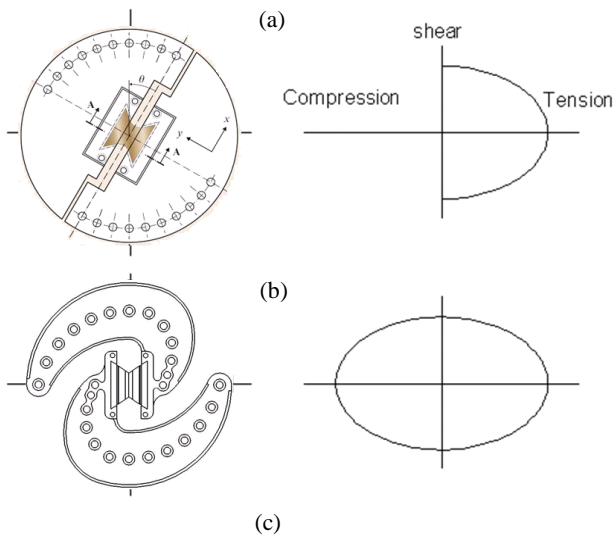 (a)
shear
θ
A
Compression
Tension
x
y
A
(b)
(c)